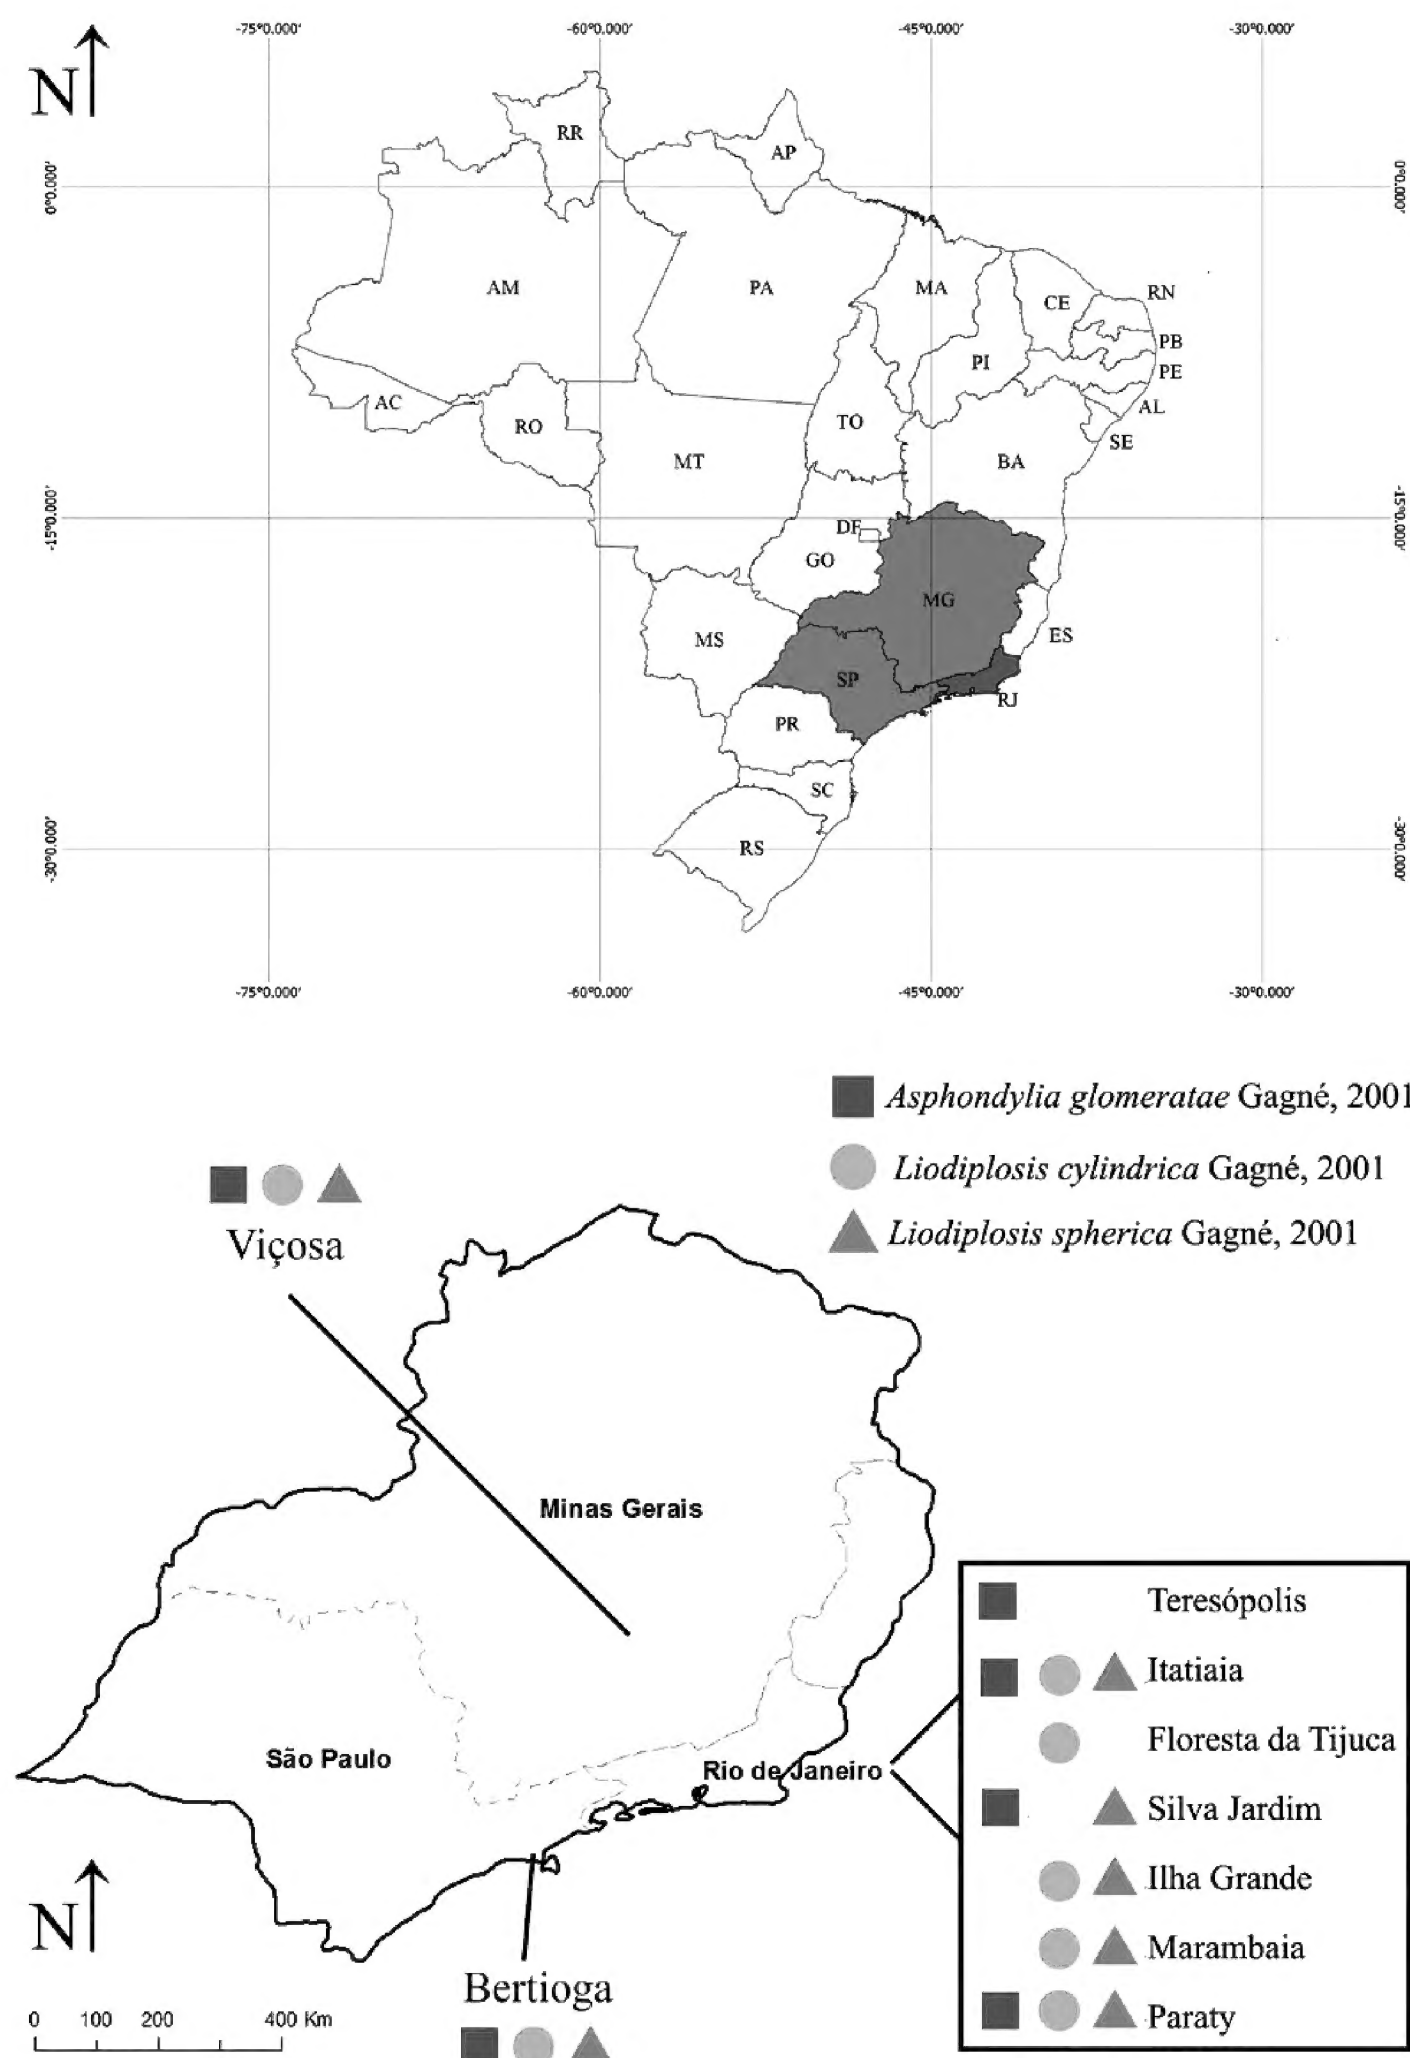 -75°0.000' -60°0.000' -45°0.000' -30°0.000'
N
RR
AP
0°0.000' 0°0.000'
AM PA MA CE RN
PB
PI PE
AC AL
RO TO SE
MT BA
-15°0.000' -15°0.000'
DF
GO
MG
MS ES
SP
RJ
PR
SC
-30°0.000' RS -30°0.000'
-75°0.000' -60°0.000' -45°0.000' -30°0.000'
Asphondylia glomeratae Gagné, 2001
Liodiplosis cylindrica Gagné, 2001
Liodiplosis spherica Gagné, 2001
Viçosa
Minas Gerais
São Paulo
Rio de Janeiro
Teresópolis
Itatiaia
Floresta da Tijuca
Silva Jardim
Ilha Grande
Marambaia
Paraty
N
Bertioga
0 100 200 400 Km